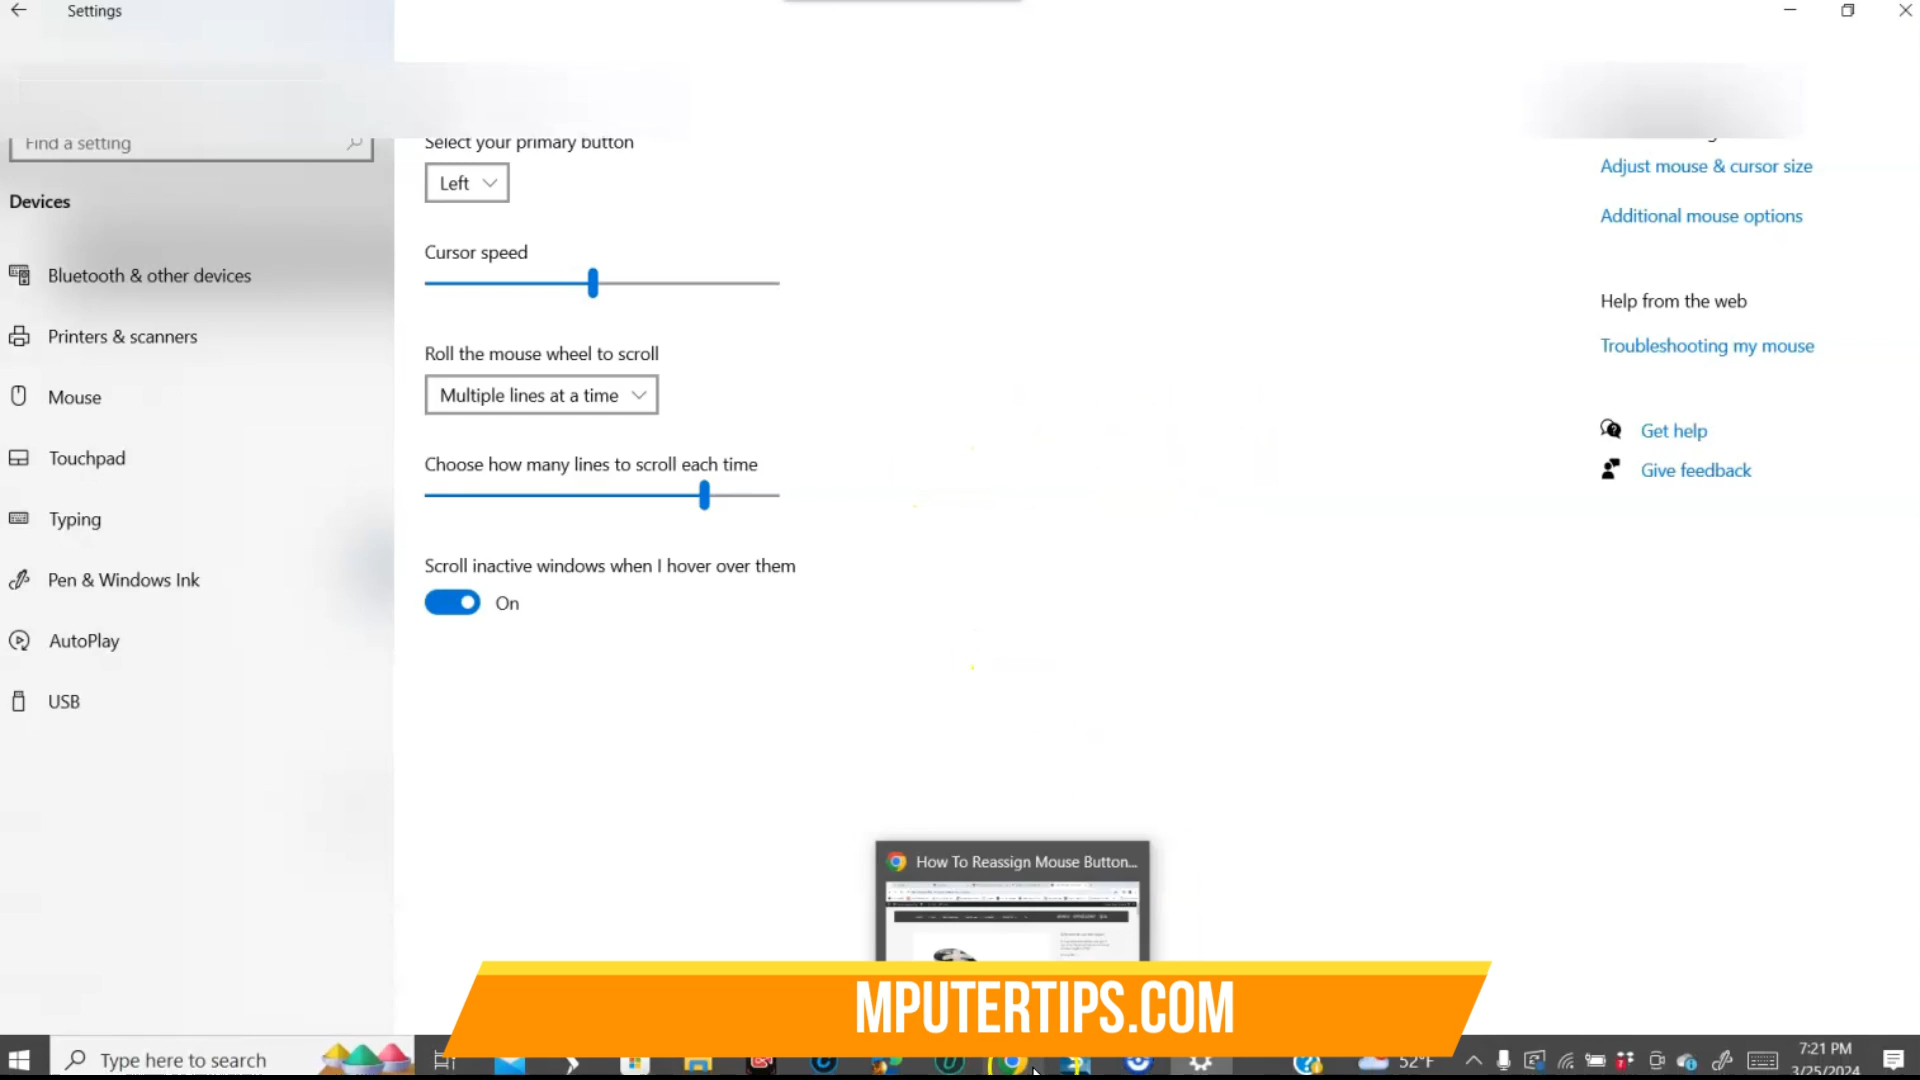 Settings
Find a setting
Select your primary button
Adjust mouse & cursor size
Left
Devices
Additional mouse options
Cursor speed
Bluetooth & other devices
Help from the web
Printers & scanners
Troubleshooting my mouse
Roll the mouse wheel to scroll
Mouse
Multiple lines at a time
Get help
Touchpad
Choose how many lines to scroll each time
Give feedback
Typing
Scroll inactive windows when I hover over them
Pen & Windows Ink
On
AutoPlay
USB
How To Reassign Mouse Button...
MPUTERTIPS.COM
Type here to search
52°F
7:21 PM
3/25/2024